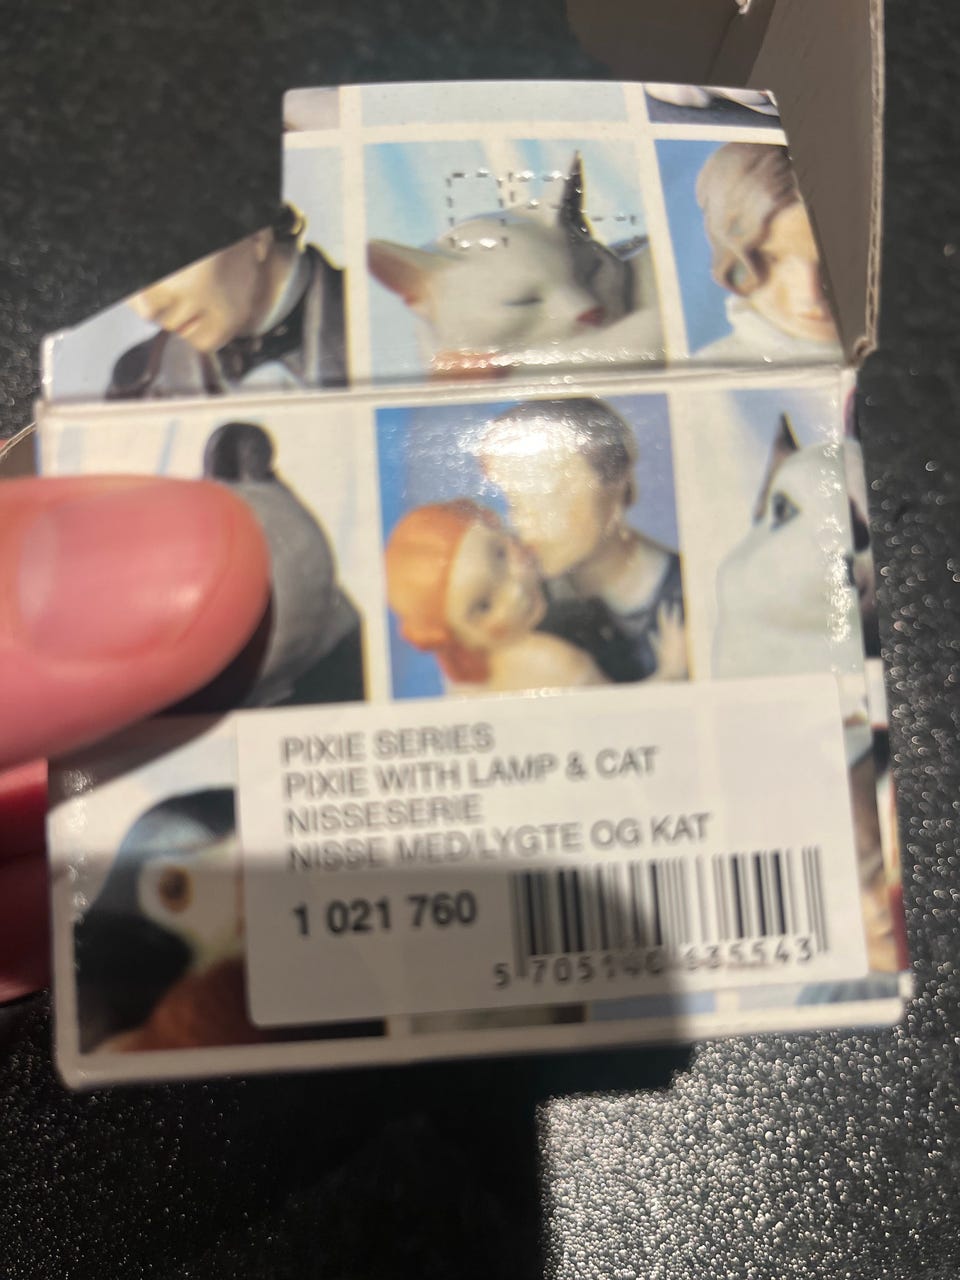 PIXIE SERIES
PIXIE WITH LAMP & CAT
NISSESERIE
NISSE MED LYGTE OG KAT
1 021 760
5 705140 635543